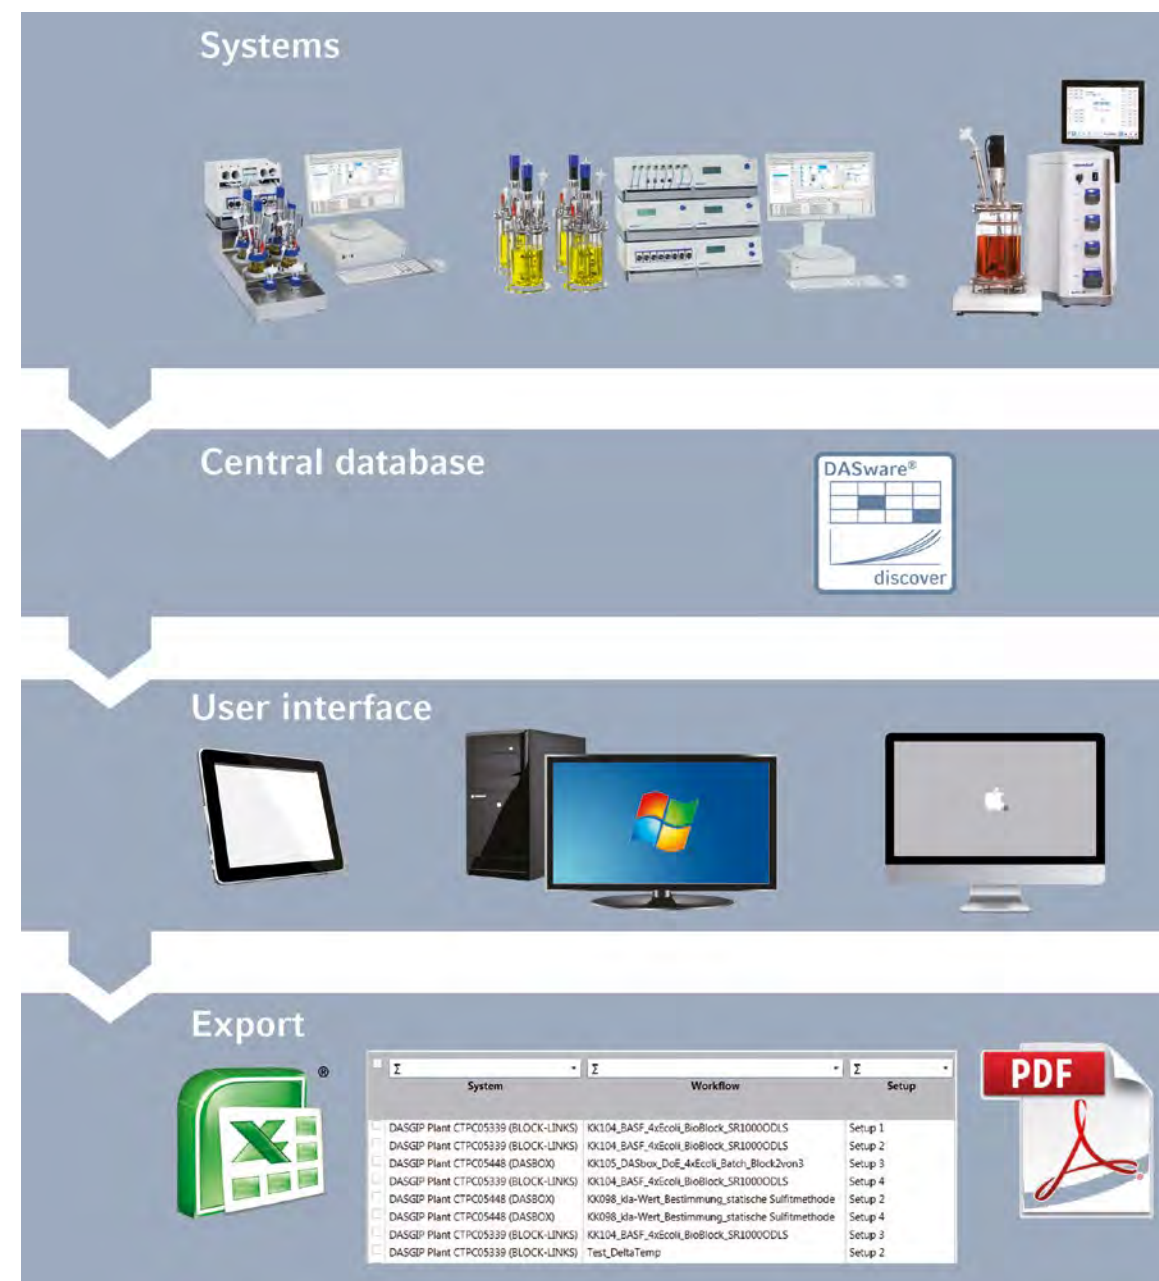 Systems
Central database
DASware®
discover
User interface
Export
®
Σ Σ Σ
System Workflow Setup
DASGIP Plant CTPC05339 (BLOCK-LINKS) KK104_BASF_4xEcoli_BioBlock_SR1000ODLS Setup 1
DASGIP Plant CTPC05339 (BLOCK-LINKS) KK104_BASF_4xEcoli_BioBlock_SR1000ODLS Setup 2
DASGIP Plant CTPC05448 (DASBOX) KK105_DASbox_DoE_4xEcoli_Batch_Block2von3 Setup 3
DASGIP Plant CTPC05339 (BLOCK-LINKS) KK104_BASF_4xEcoli_BioBlock_SR1000ODLS Setup 4
DASGIP Plant CTPC05448 (DASBOX) KK098_kla-Wert_Bestimmung_statische Sulfitmethode Setup 2
DASGIP Plant CTPC05448 (DASBOX) KK098_kla-Wert_Bestimmung_statische Sulfitmethode Setup 4
DASGIP Plant CTPC05339 (BLOCK-LINKS) KK104_BASF_4xEcoli_BioBlock_SR1000ODLS Setup 3
DASGIP Plant CTPC05339 (BLOCK-LINKS) Test_DeltaTemp Setup 2
PDF